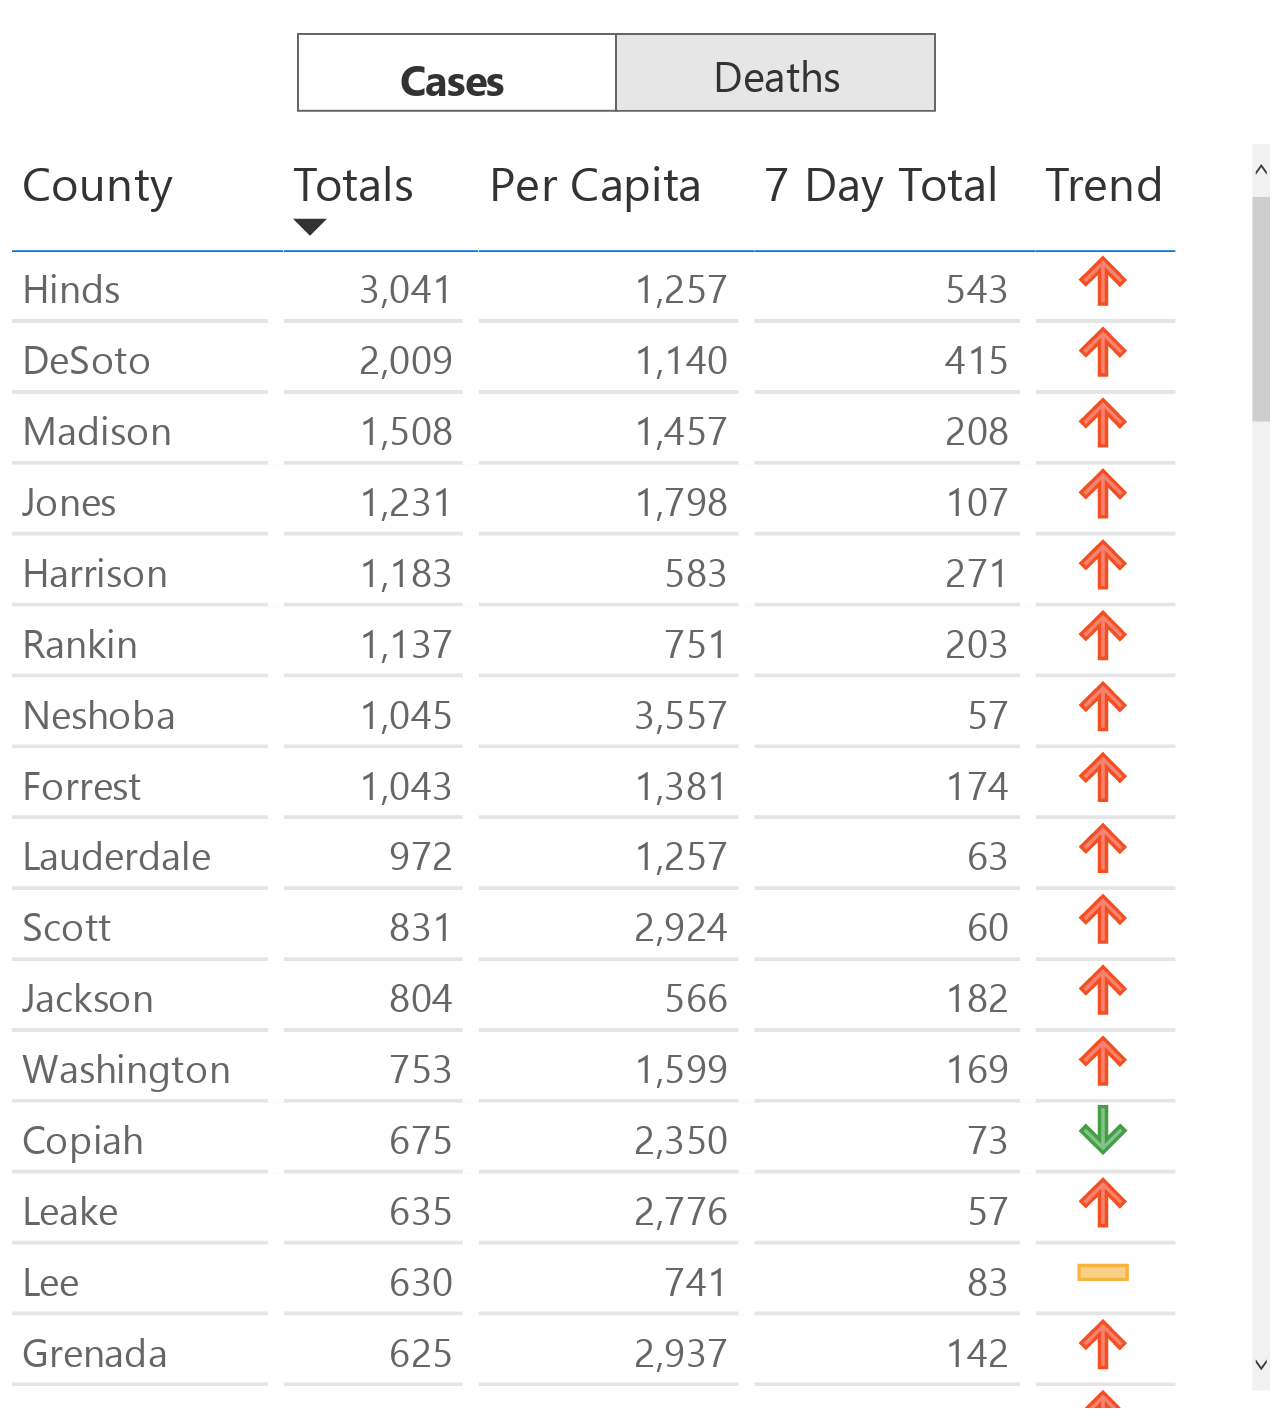 Cases Deaths
County Totals Per Capita 7 Day Total Trend
Hinds 3,041 1,257 543
DeSoto 2,009 1,140 415
Madison 1,508 1,457 208
Jones 1,231 1,798 107
Harrison 1,183 583 271
Rankin 1,137 751 203
Neshoba 1,045 3,557 57
Forrest 1,043 1,381 174
Lauderdale 972 1,257 63
Scott 831 2,924 60
Jackson 804 566 182
Washington 753 1,599 169
Copiah 675 2,350 73
Leake 635 2,776 57
Lee 630 741 83
Grenada 625 2,937 142